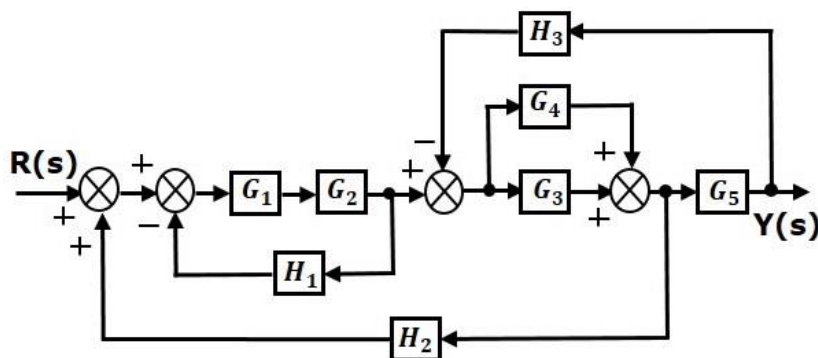 H₃
−
G₄
R(s)
+
+
+
+
G₁
G₂
G₃
G₅
+
−
+
+
Y(s)
H₁
H₂